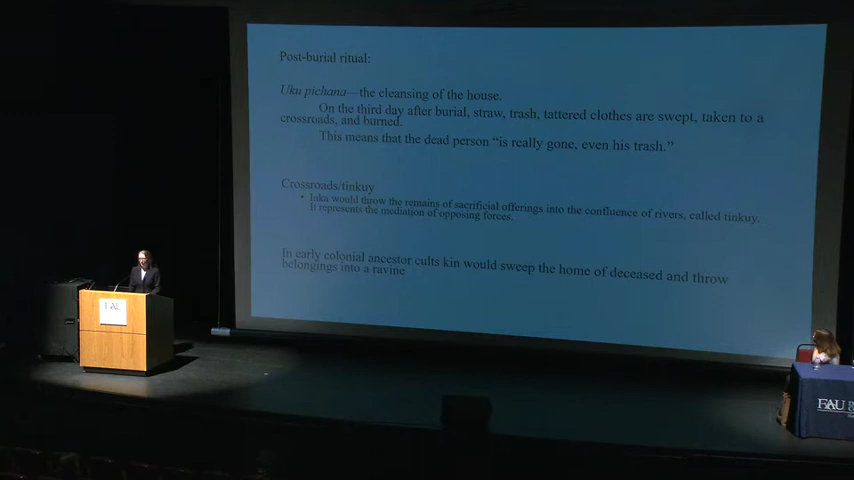 Post-burial ritual:
Uku pichana—the cleansing of the house.
On the third day after burial, straw, trash, tattered clothes are swept, taken to a
crossroads, and burned.
This means that the dead person “is really gone, even his trash.”
Crossroads/tinkuy
• Inka would throw the remains of sacrificial offerings into the confluence of rivers, called tinkuy.
It represents the mediation of opposing forces.
In early colonial ancestor cults kin would sweep the home of deceased and throw
belongings into a ravine
FAU
FAU